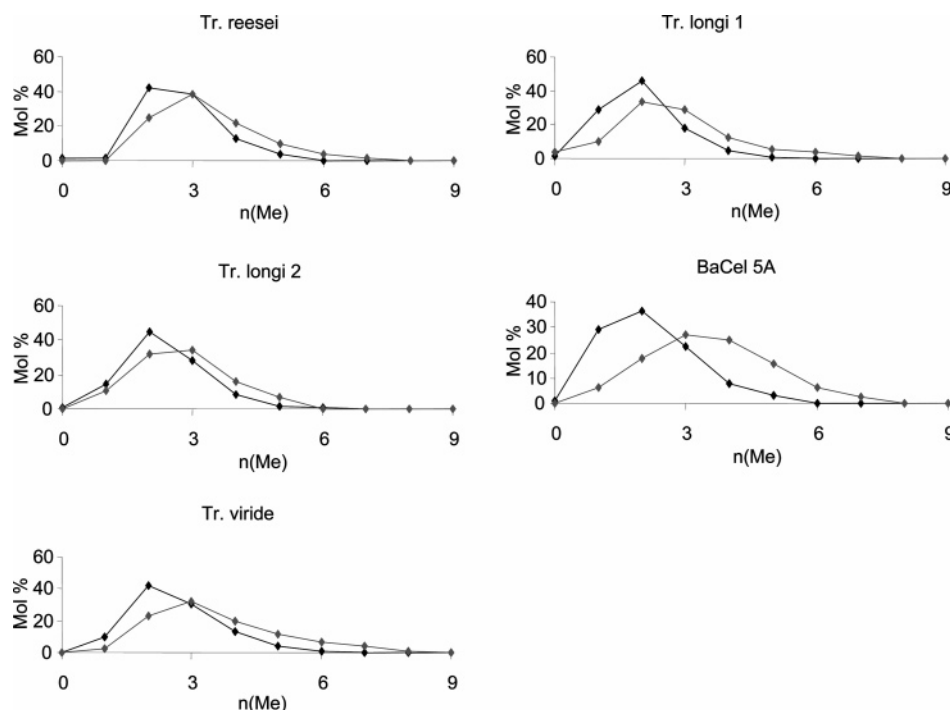 Tr. reesei
60
40
20
0
Mol %
0 3 6 9
n(Me)
Tr. longi 1
60
40
20
0
Mol %
0 3 6 9
n(Me)
Tr. longi 2
60
40
20
0
Mol %
0 3 6 9
n(Me)
BaCel 5A
40
30
20
10
0
Mol %
0 3 6 9
n(Me)
Tr. viride
60
40
20
0
Mol %
0 3 6 9
n(Me)